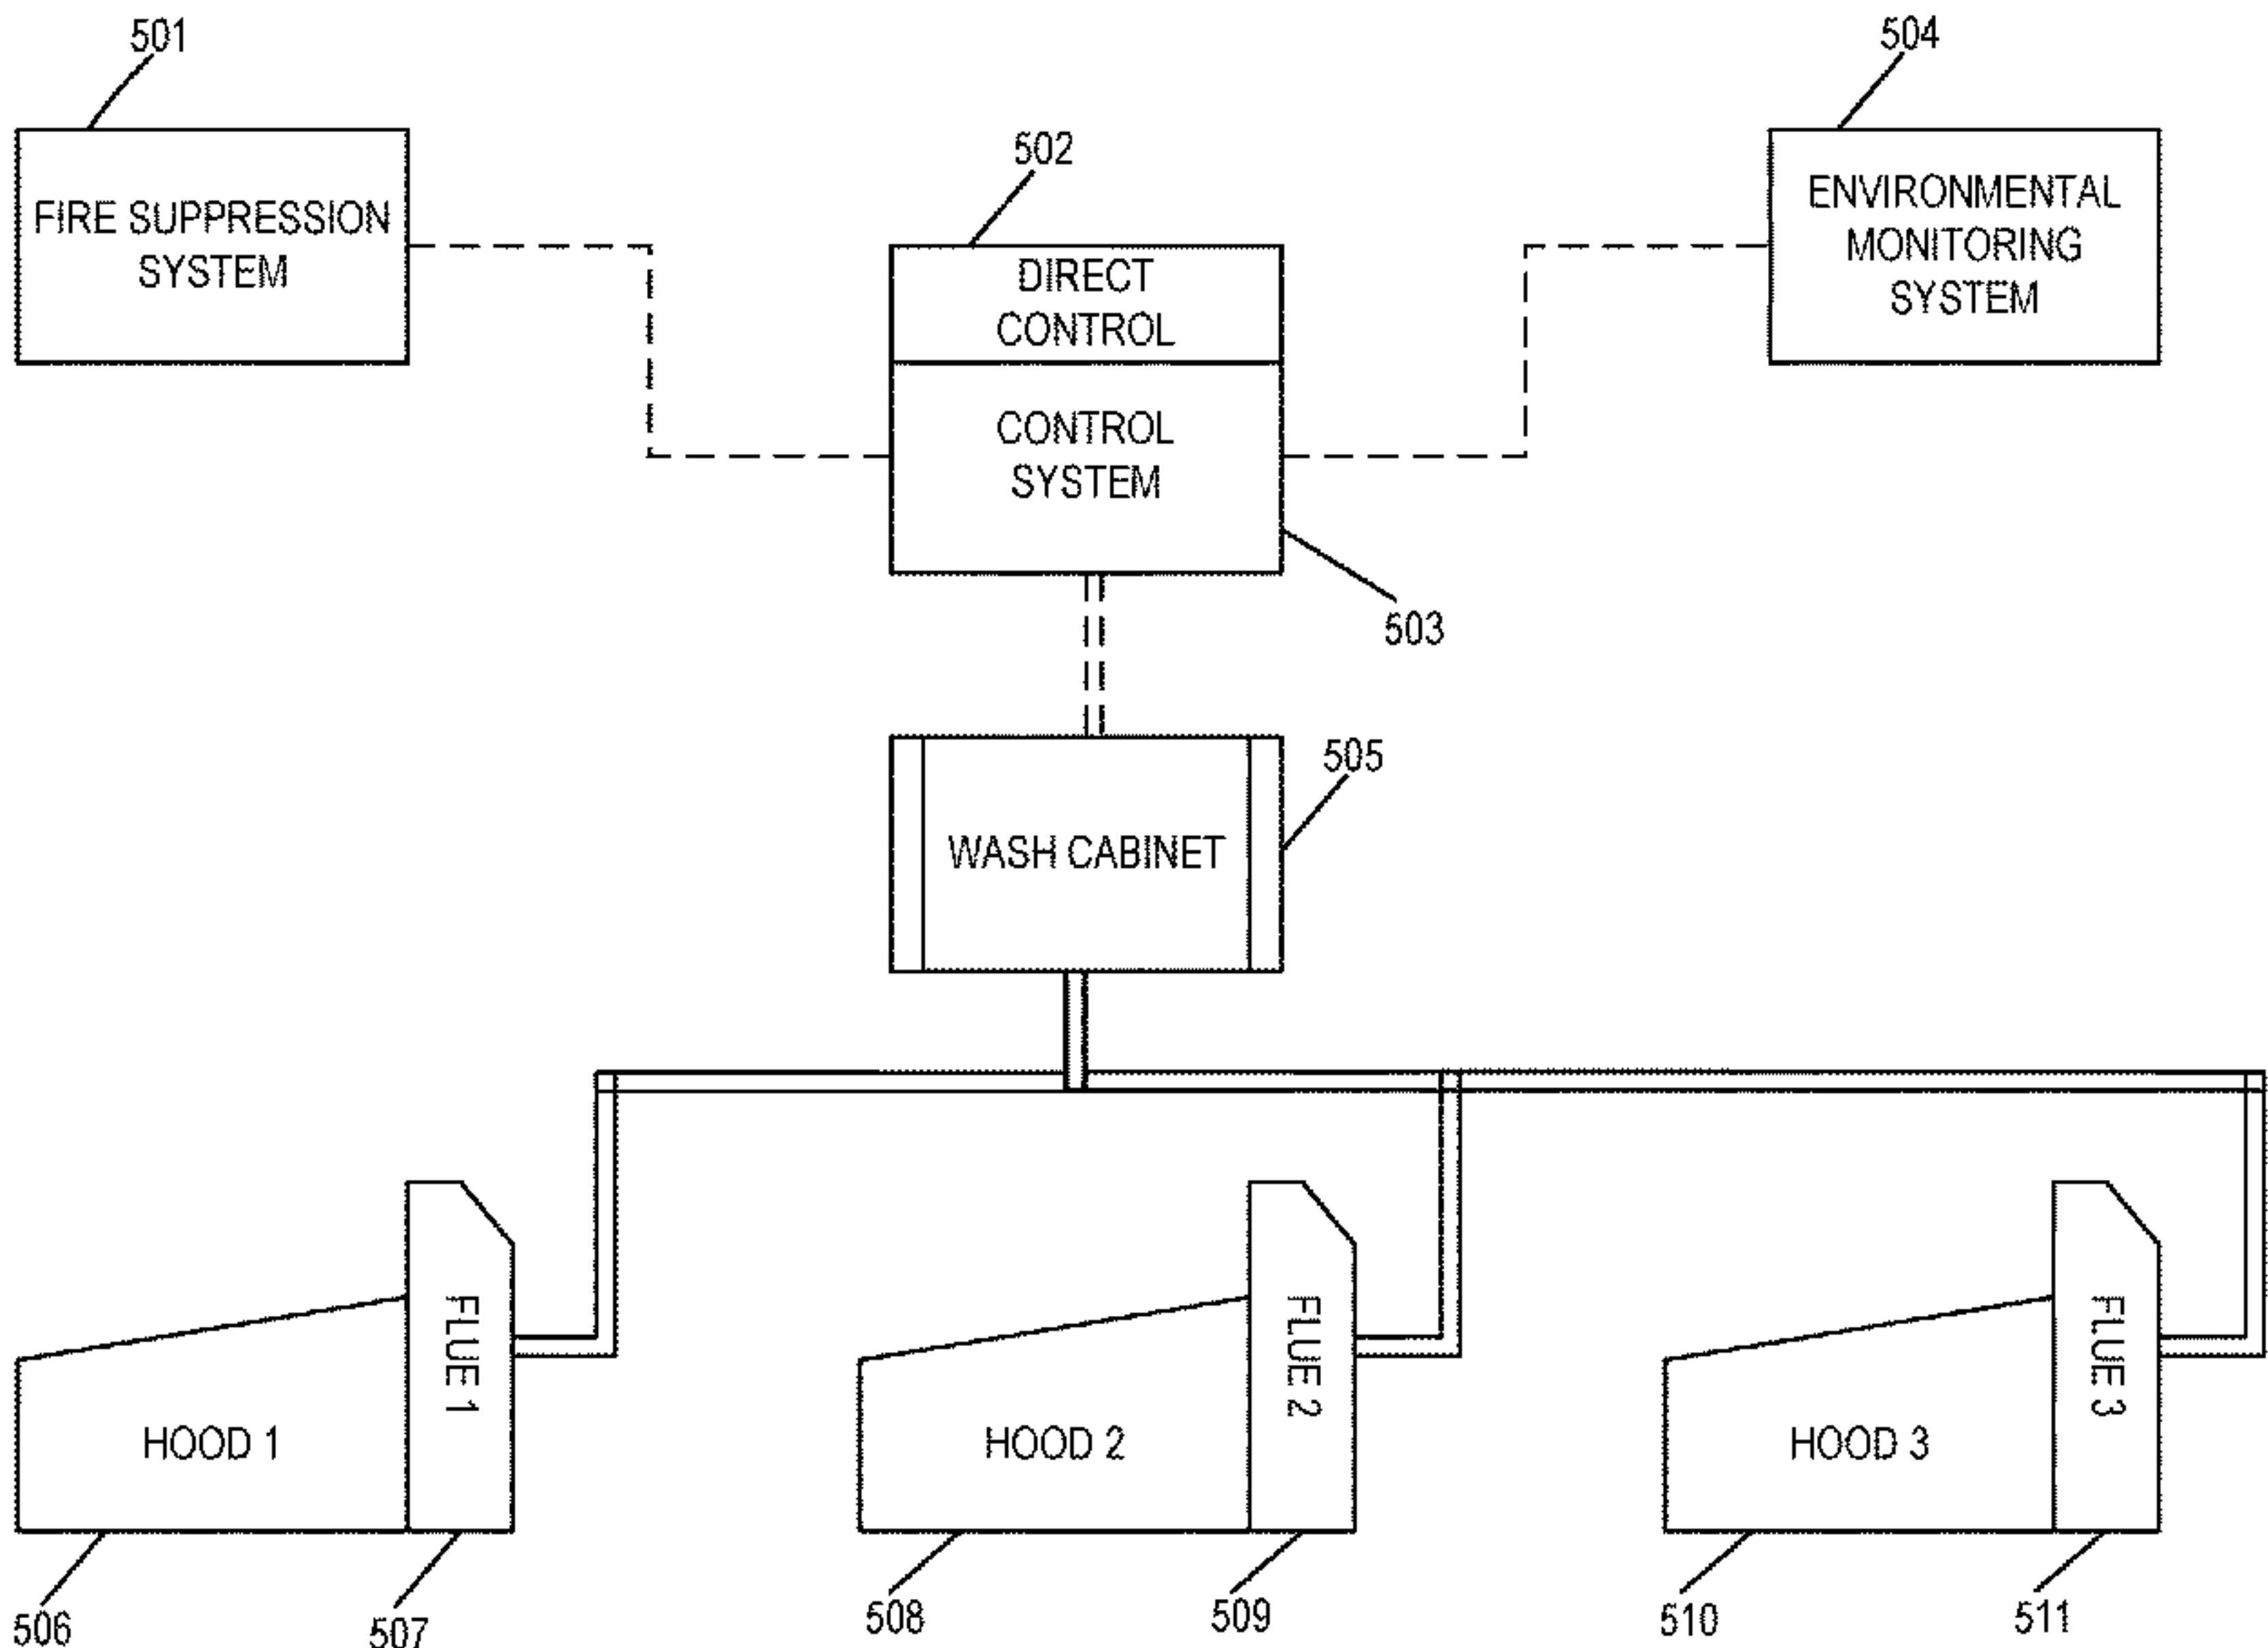 501
504
502
FIRE SUPPRESSION
SYSTEM
DIRECT
CONTROL
ENVIRONMENTAL
MONITORING
SYSTEM
CONTROL
SYSTEM
503
505
WASH CABINET
FLUE 1
FLUE 2
FLUE 3
HOOD 1
HOOD 2
HOOD 3
506
507
508
509
510
511